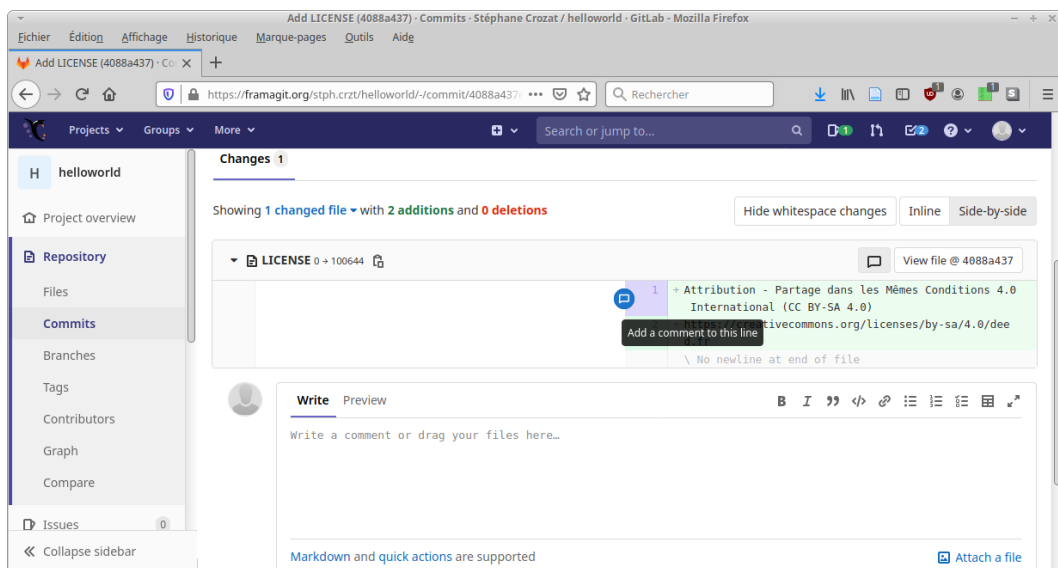 Add LICENSE (4088a437) · Commits · Stéphane Crozat / helloworld · GitLab - Mozilla Firefox
Fichier Édition Affichage Historique Marque-pages Outils Aide
Add LICENSE (4088a437) · Co
https://framagit.org/stph.crzt/helloworld/-/commit/4088a437 Rechercher
Projects Groups More Search or jump to... 1 2
H helloworld
Project overview
Repository
Files
Commits
Branches
Tags
Contributors
Graph
Compare
Issues 0
Collapse sidebar
Changes 1
Showing 1 changed file with 2 additions and 0 deletions
Hide whitespace changes Inline Side-by-side
LICENSE 0 → 100644 View file @ 4088a437
1 + Attribution - Partage dans les Mêmes Conditions 4.0
International (CC BY-SA 4.0)
+ https://creativecommons.org/licenses/by-sa/4.0/dee
Add a comment to this line
\ No newline at end of file
Write Preview
Write a comment or drag your files here…
Markdown and quick actions are supported
Attach a file